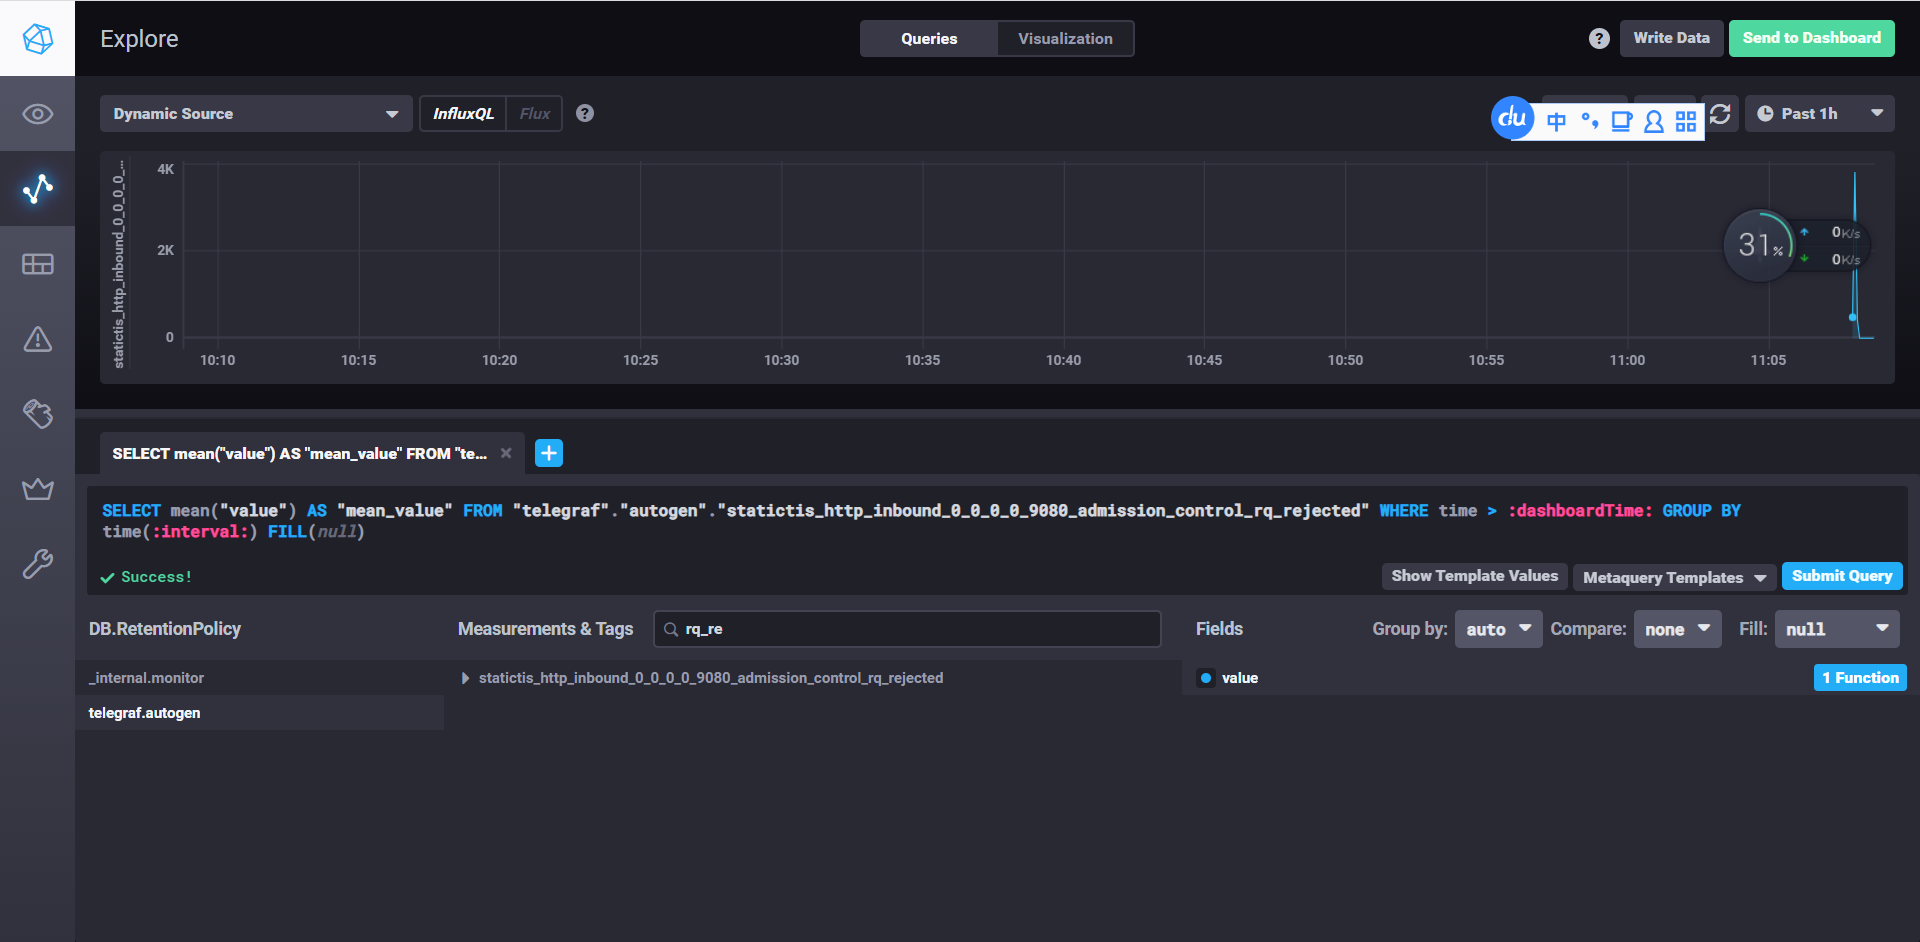 Explore
Queries
Visualization
?
Write Data
Send to Dashboard
Dynamic Source
InfluxQL
Flux
?
du 中 °,
Past 1h
statictis_http_inbound_0_0_0_0_...
4K
2K
0
10:10
10:15
10:20
10:25
10:30
10:35
10:40
10:45
10:50
10:55
11:00
11:05
31%
0K/s
0K/s
SELECT mean("value") AS "mean_value" FROM "te...
SELECT mean("value") AS "mean_value" FROM "telegraf"."autogen"."statictis_http_inbound_0_0_0_0_9080_admission_control_rq_rejected" WHERE time > :dashboardTime: GROUP BY
time(:interval:) FILL(null)
Success!
Show Template Values
Metaquery Templates
Submit Query
DB.RetentionPolicy
Measurements & Tags
rq_re
Fields
Group by: auto
Compare: none
Fill: null
_internal.monitor
statictis_http_inbound_0_0_0_0_9080_admission_control_rq_rejected
value
1 Function
telegraf.autogen